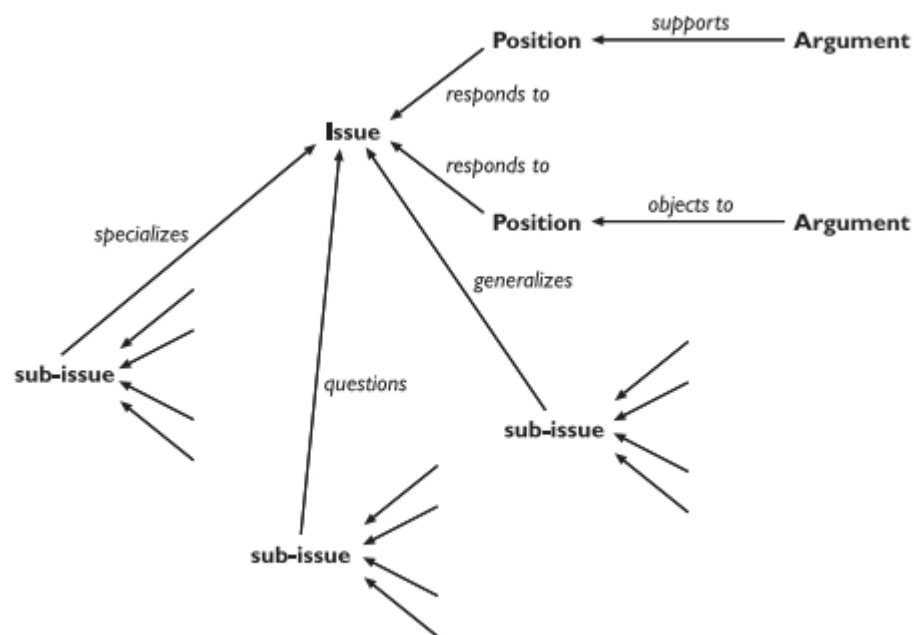 Position
supports
Argument
responds to
Issue
responds to
Position
objects to
Argument
specializes
generalizes
sub-issue
questions
sub-issue
sub-issue